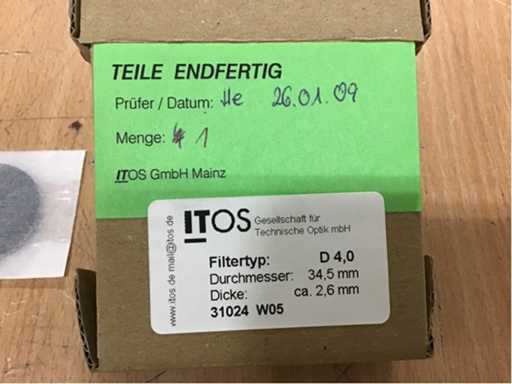 TEILE ENDFERTIG
Prüfer / Datum: He 26.01.09
Menge: 1
ITOS GmbH Mainz
www.itos.de mail@itos.de
ITOS Gesellschaft für
Technische Optik mbH
Filtertyp: D 4,0
Durchmesser: 34,5 mm
Dicke: ca. 2,6 mm
31024 W05